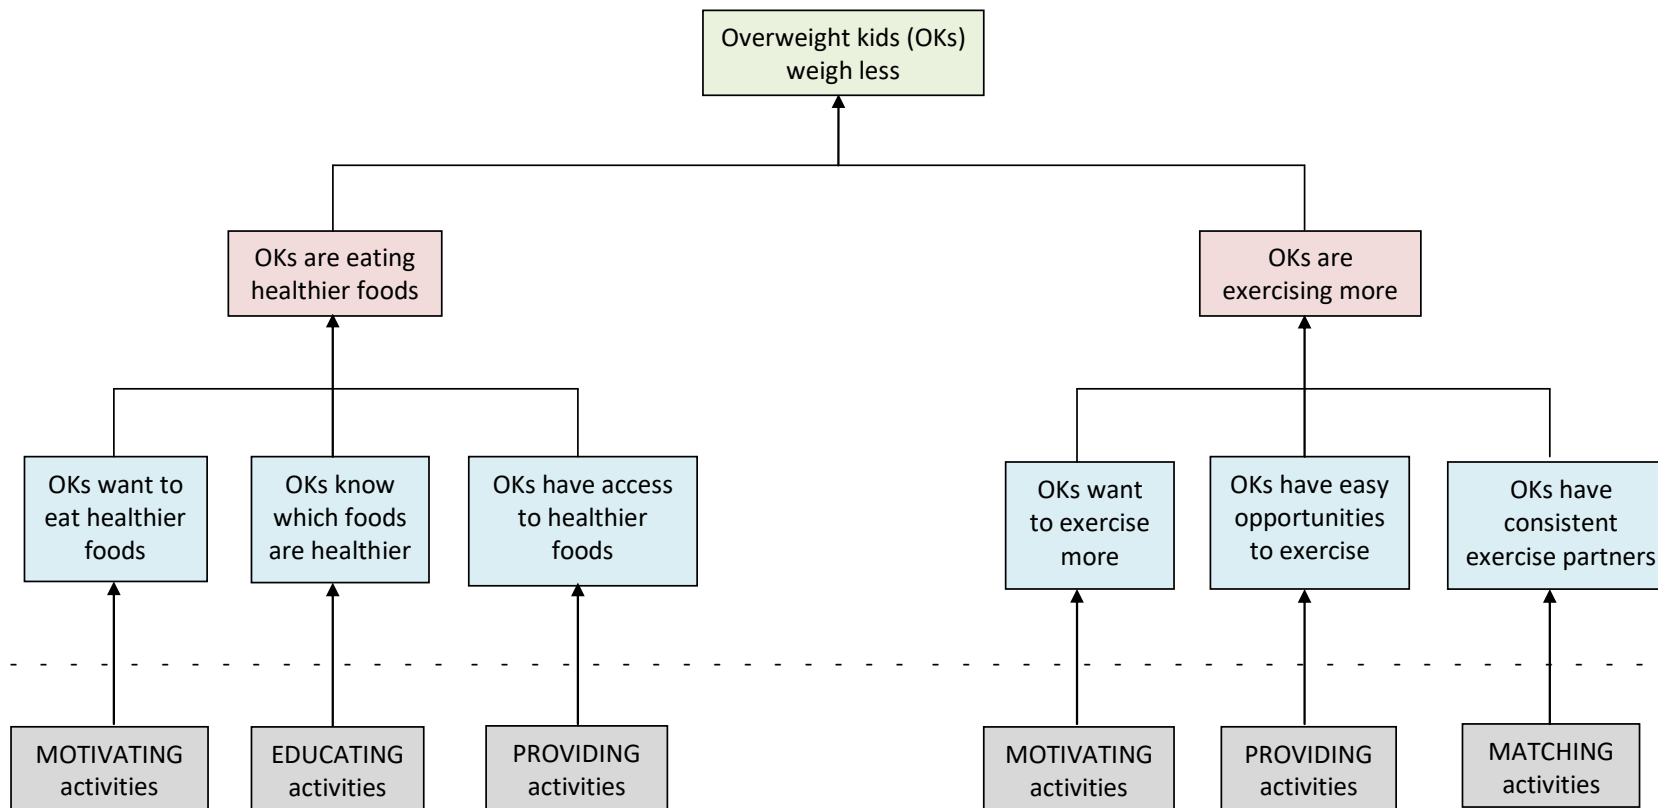 Overweight kids (OKs)
weigh less
OKs are eating
healthier foods
OKs are
exercising more
OKs want to
eat healthier
foods
OKs know
which foods
are healthier
OKs have access
to healthier
foods
OKs want
to exercise
more
OKs have easy
opportunities
to exercise
OKs have
consistent
exercise partners
MOTIVATING
activities
EDUCATING
activities
PROVIDING
activities
MOTIVATING
activities
PROVIDING
activities
MATCHING
activities